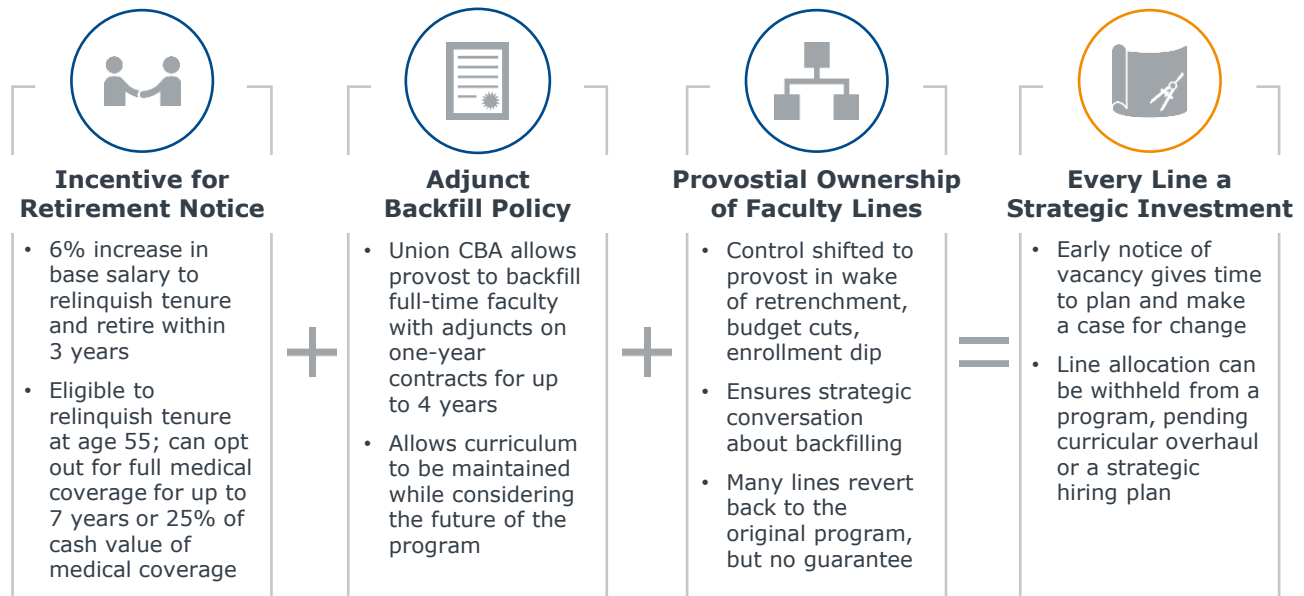 Incentive for
Retirement Notice
• 6% increase in
base salary to
relinquish tenure
and retire within
3 years
• Eligible to
relinquish tenure
at age 55; can opt
out for full medical
coverage for up to
7 years or 25% of
cash value of
medical coverage
+
Adjunct
Backfill Policy
• Union CBA allows
provost to backfill
full-time faculty
with adjuncts on
one-year
contracts for up
to 4 years
• Allows curriculum
to be maintained
while considering
the future of the
program
+
Provostial Ownership
of Faculty Lines
• Control shifted to
provost in wake
of retrenchment,
budget cuts,
enrollment dip
• Ensures strategic
conversation
about backfilling
• Many lines revert
back to the
original program,
but no guarantee
=
Every Line a
Strategic Investment
• Early notice of
vacancy gives time
to plan and make
a case for change
• Line allocation can
be withheld from a
program, pending
curricular overhaul
or a strategic
hiring plan